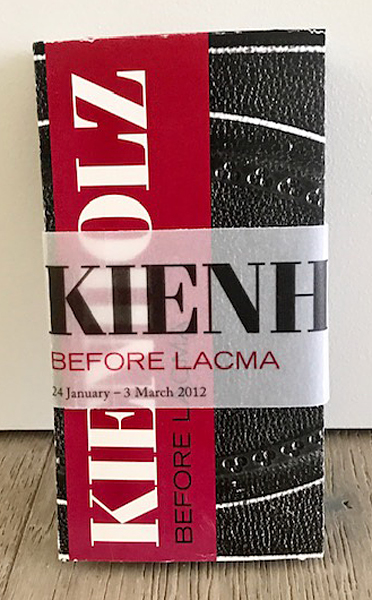 KIENHOLZ
BEFORE L
KIENH
BEFORE LACMA
24 January – 3 March 2012